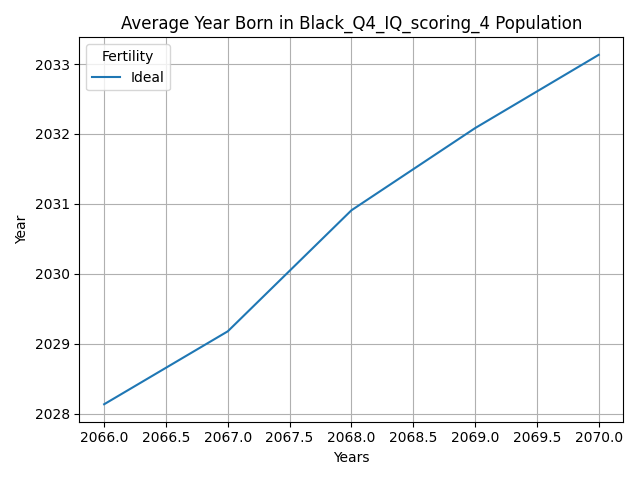 Average Year Born in Black_Q4_IQ_scoring_4 Population
Fertility
Ideal
2033
2032
2031
2030
2029
2028
Year
2066.0 2066.5 2067.0 2067.5 2068.0 2068.5 2069.0 2069.5 2070.0
Years